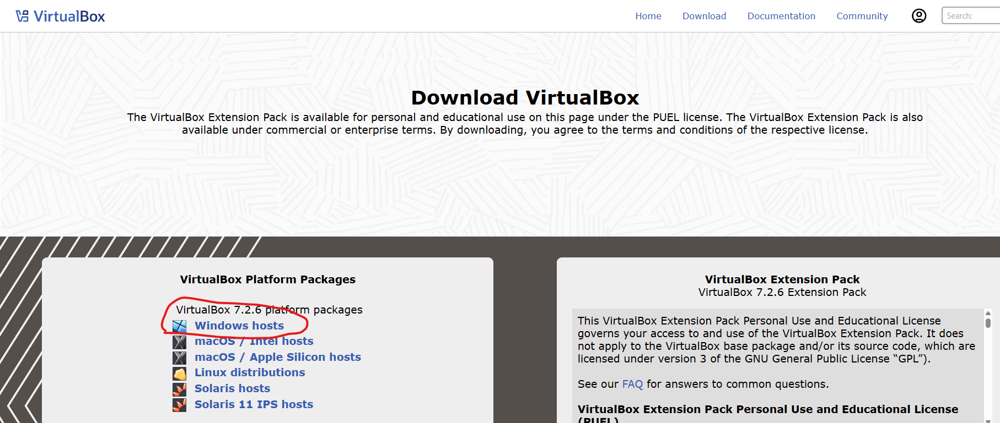 VirtualBox
Home Download Documentation Community Search:
Download VirtualBox
The VirtualBox Extension Pack is available for personal and educational use on this page under the PUEL license. The VirtualBox Extension Pack is also
available under commercial or enterprise terms. By downloading, you agree to the terms and conditions of the respective license.
VirtualBox Platform Packages
VirtualBox 7.2.6 platform packages
Windows hosts
macOS / Intel hosts
macOS / Apple Silicon hosts
Linux distributions
Solaris hosts
Solaris 11 IPS hosts
VirtualBox Extension Pack
VirtualBox 7.2.6 Extension Pack
This VirtualBox Extension Pack Personal Use and Educational License
governs your access to and use of the VirtualBox Extension Pack. It does
not apply to the VirtualBox base package and/or its source code, which are
licensed under version 3 of the GNU General Public License “GPL”).
See our FAQ for answers to common questions.
VirtualBox Extension Pack Personal Use and Educational License
(PUEL)